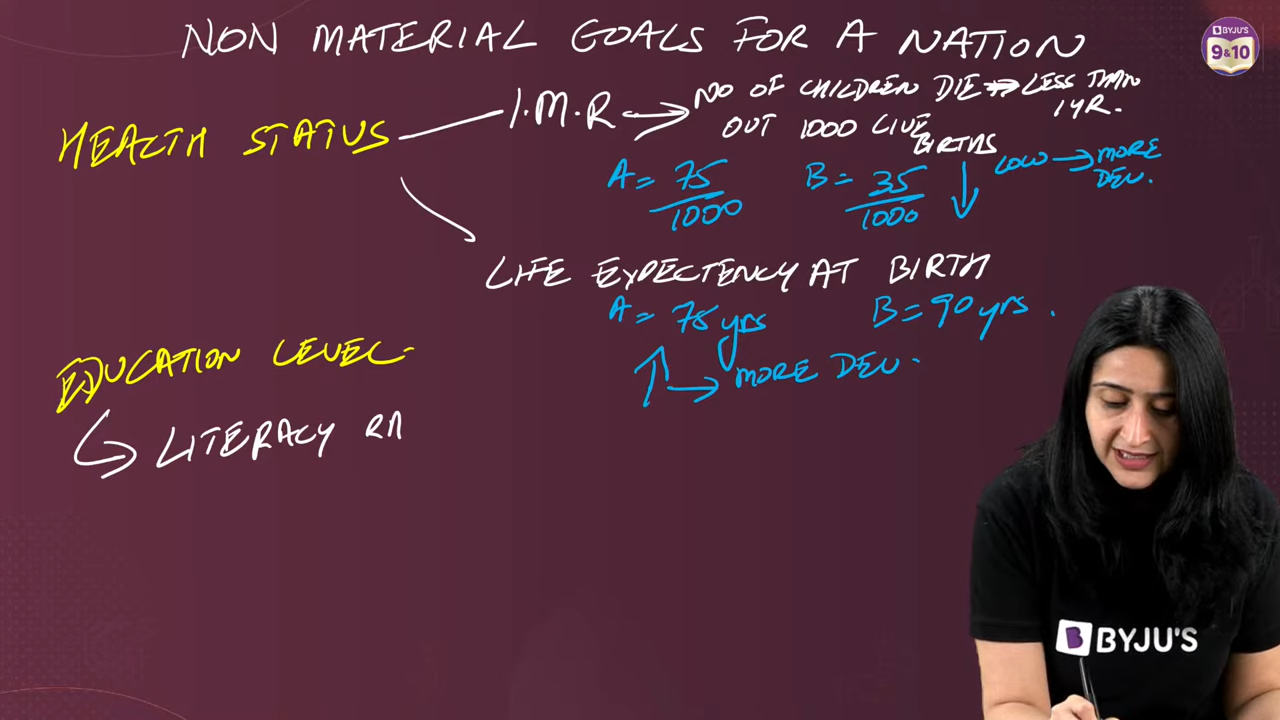 NON MATERIAL GOALS FOR A NATION
BYJU'S
9&10
HEALTH STATUS
I.M.R → NO OF CHILDREN DIE → LESS THAN
1 YR.
OUT 1000 LIVE
BIRTHS
A = 75/1000 B = 35/1000 ↓ LOW → MORE
DEV.
LIFE EXPECTENCY AT BIRTH
A = 75 yrs B = 90 yrs.
↑ → MORE DEV.
EDUCATION LEVEL-
↳ LITERACY RA
BYJU'S